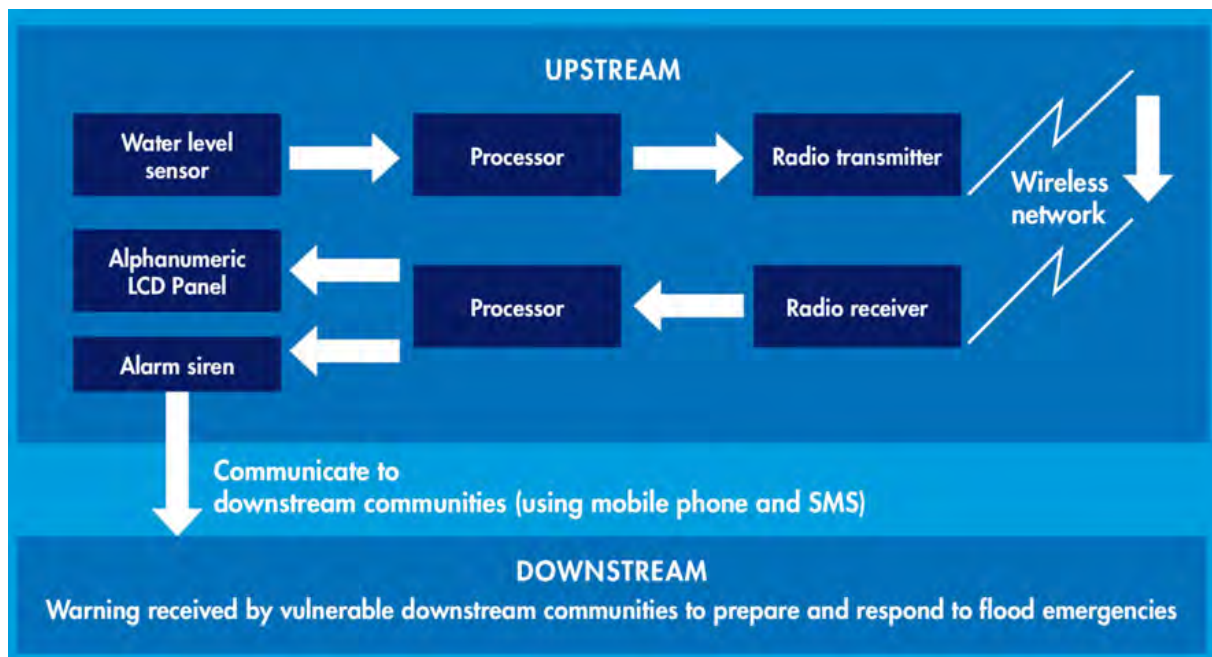 UPSTREAM
Water level
sensor
Processor
Radio transmitter
Wireless
network
Alphanumeric
LCD Panel
Processor
Radio receiver
Alarm siren
Communicate to
downstream communities (using mobile phone and SMS)
DOWNSTREAM
Warning received by vulnerable downstream communities to prepare and respond to flood emergencies